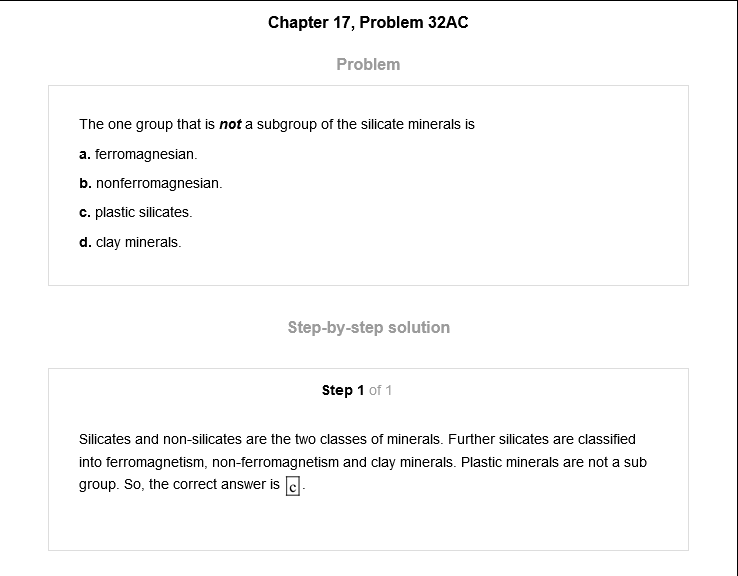 Chapter 17, Problem 32AC
Problem
The one group that is not a subgroup of the silicate minerals is
a. ferromagnesian.
b. nonferromagnesian.
c. plastic silicates.
d. clay minerals.
Step-by-step solution
Step 1 of 1
Silicates and non-silicates are the two classes of minerals. Further silicates are classified
into ferromagnetism, non-ferromagnetism and clay minerals. Plastic minerals are not a sub
group. So, the correct answer is c.